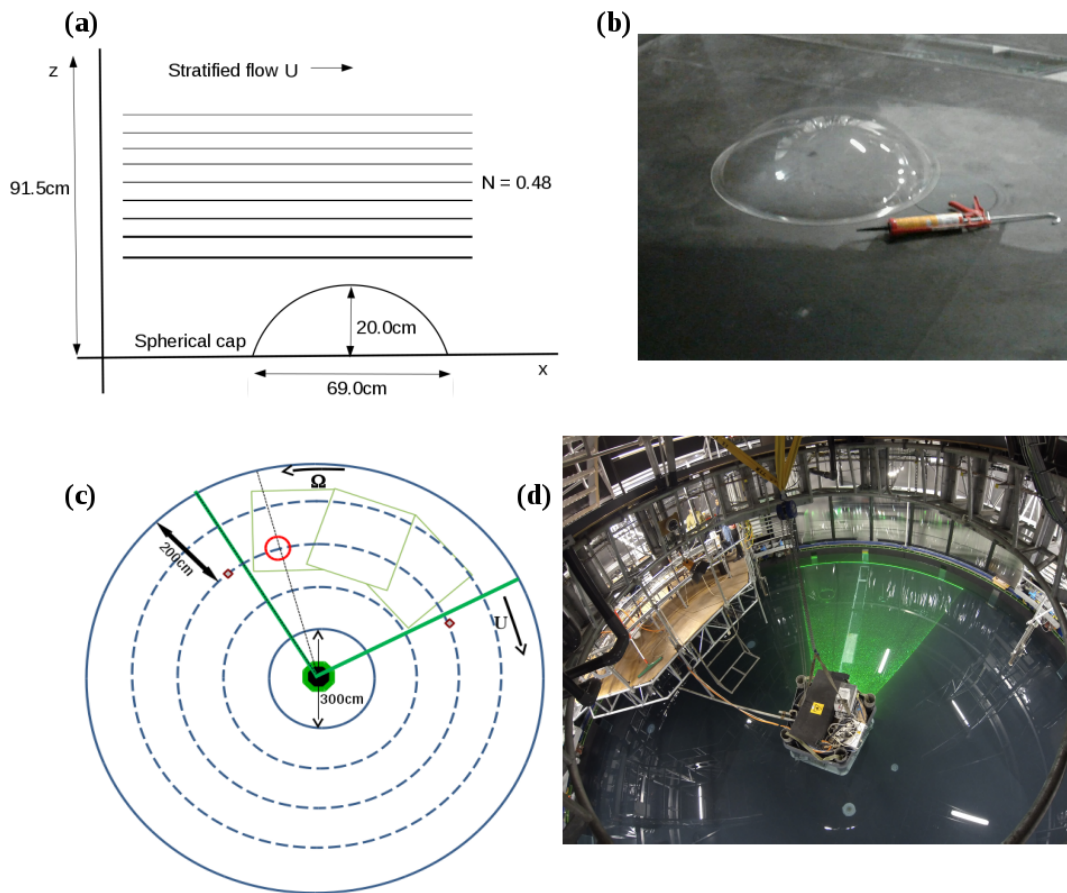 (a)
z
Stratified flow U
91.5cm
N = 0.48
20.0cm
Spherical cap
x
69.0cm
(b)
(c)
Ω
200cm
U
300cm
(d)